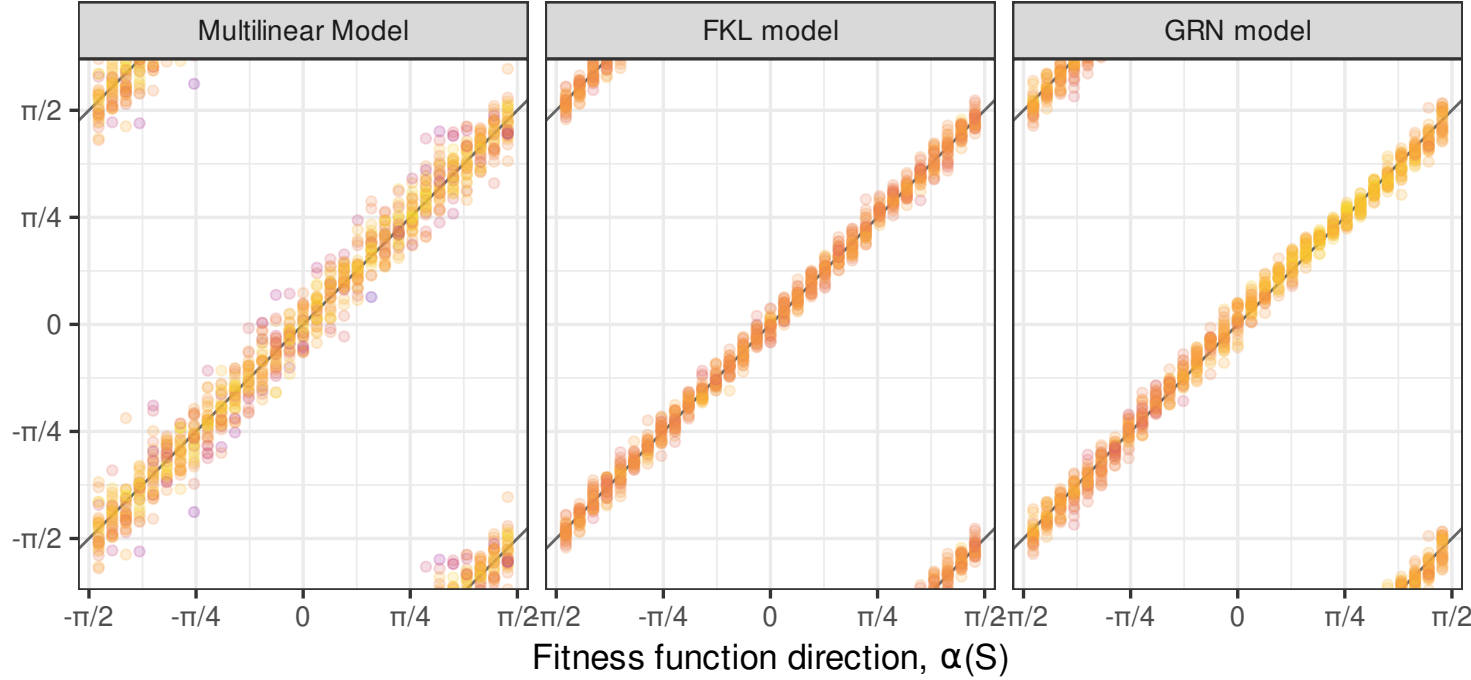 Multilinear Model FKL model GRN model
π/2
π/4
0
-π/4
-π/2
-π/2 -π/4 0 π/4 π/2 -π/2 -π/4 0 π/4 π/2 -π/2 -π/4 0 π/4 π/2
Fitness function direction, α(S)